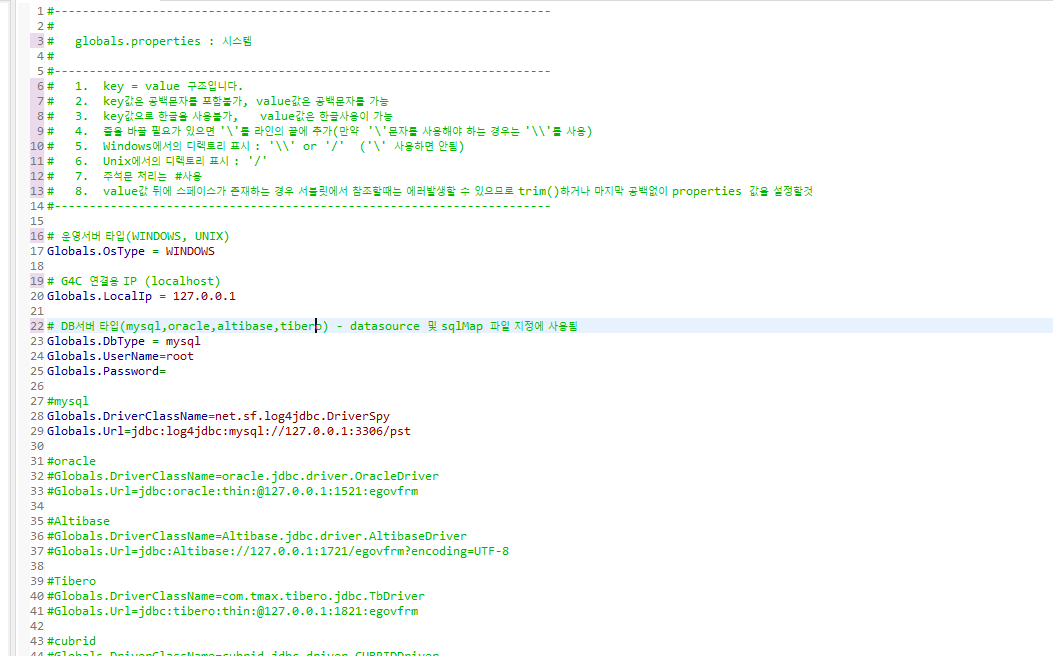 1 #-----------------------------------------------------------------------
2 #
3 #   globals.properties : 시스템
4 #
5 #-----------------------------------------------------------------------
6 #   1.  key = value 구조입니다.
7 #   2.  key값은 공백문자를 포함불가, value값은 공백문자를 가능
8 #   3.  key값으로 한글을 사용불가,   value값은 한글사용이 가능
9 #   4.  줄을 바꿀 필요가 있으면 '\'를 라인의 끝에 추가(만약  '\'문자를 사용해야 하는 경우는 '\\'를 사용)
10 #   5.  Windows에서의 디렉토리 표시 : '\\' or '/'  ('\' 사용하면 안됨)
11 #   6.  Unix에서의 디렉토리 표시 : '/'
12 #   7.  주석문 처리는  #사용
13 #   8.  value값 뒤에 스페이스가 존재하는 경우 서블릿에서 참조할때는 에러발생할 수 있으므로 trim()하거나 마지막 공백없이 properties 값을 설정할것
14 #-----------------------------------------------------------------------
15
16 # 운영서버 타입(WINDOWS, UNIX)
17 Globals.OsType = WINDOWS
18
19 # G4C 연결용 IP (localhost)
20 Globals.LocalIp = 127.0.0.1
21
22 # DB서버 타입(mysql,oracle,altibase,tibero) - datasource 및 sqlMap 파일 지정에 사용됨
23 Globals.DbType = mysql
24 Globals.UserName=root
25 Globals.Password=
26
27 #mysql
28 Globals.DriverClassName=net.sf.log4jdbc.DriverSpy
29 Globals.Url=jdbc:log4jdbc:mysql://127.0.0.1:3306/pst
30
31 #oracle
32 #Globals.DriverClassName=oracle.jdbc.driver.OracleDriver
33 #Globals.Url=jdbc:oracle:thin:@127.0.0.1:1521:egovfrm
34
35 #Altibase
36 #Globals.DriverClassName=Altibase.jdbc.driver.AltibaseDriver
37 #Globals.Url=jdbc:Altibase://127.0.0.1:1721/egovfrm?encoding=UTF-8
38
39 #Tibero
40 #Globals.DriverClassName=com.tmax.tibero.jdbc.TbDriver
41 #Globals.Url=jdbc:tibero:thin:@127.0.0.1:1821:egovfrm
42
43 #cubrid
44 #Globals.DriverClassName=cubrid.jdbc.driver.CUBRIDDriver